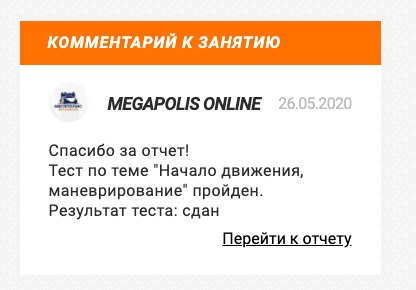 КОММЕНТАРИЙ К ЗАНЯТИЮ
MEGAPOLIS ONLINE 26.05.2020
Спасибо за отчет!
Тест по теме "Начало движения,
маневрирование" пройден.
Результат теста: сдан
Перейти к отчету